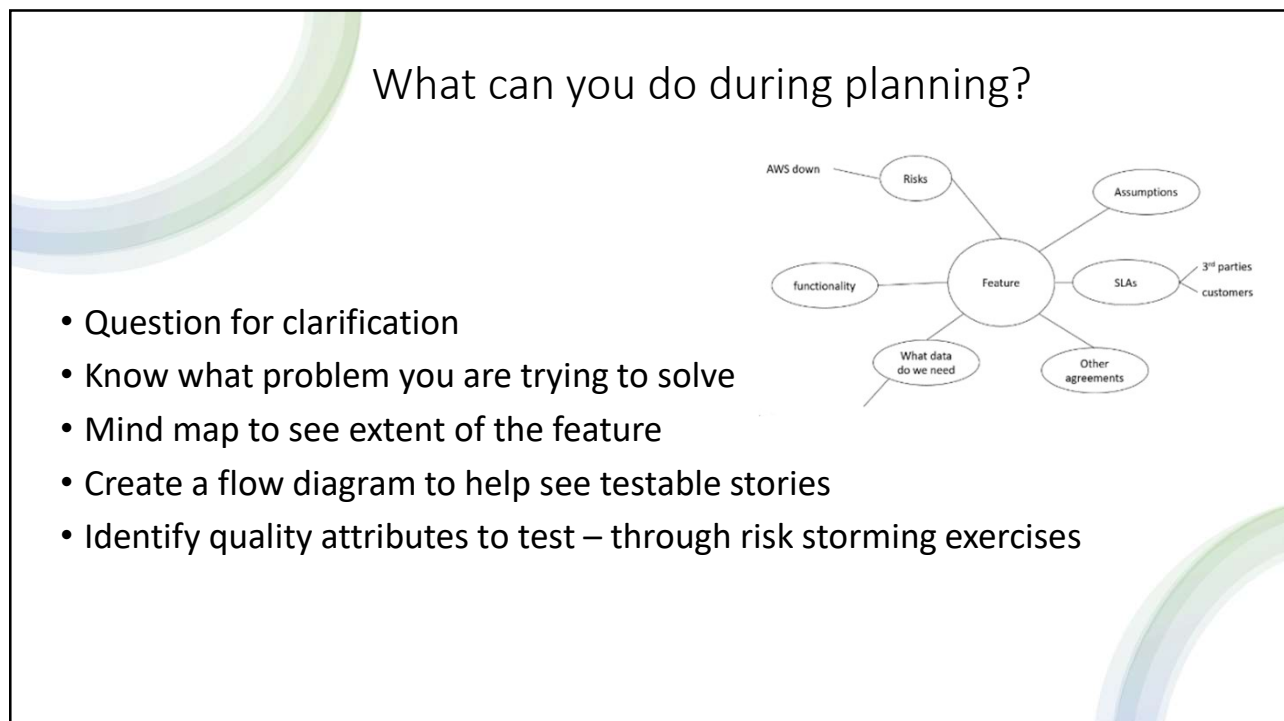 What can you do during planning?
AWS down
Risks
Assumptions
functionality
Feature
SLAs
3rd parties
customers
What data
do we need
Other
agreements
• Question for clarification
• Know what problem you are trying to solve
• Mind map to see extent of the feature
• Create a flow diagram to help see testable stories
• Identify quality attributes to test – through risk storming exercises